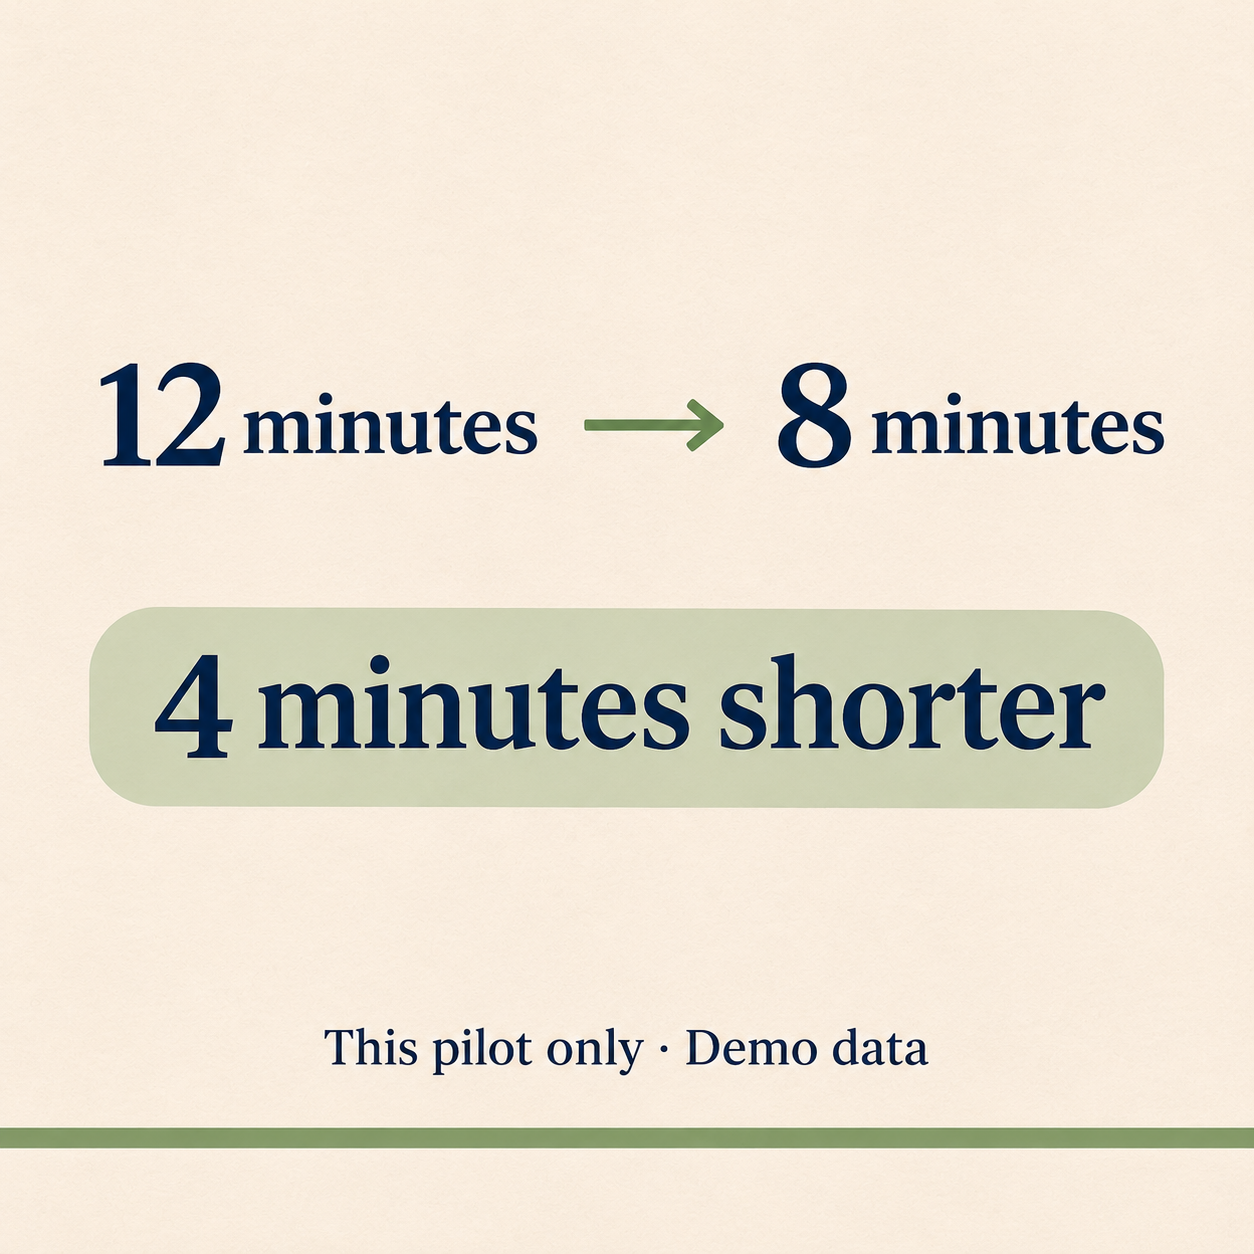 12 minutes → 8 minutes
4 minutes shorter
This pilot only · Demo data